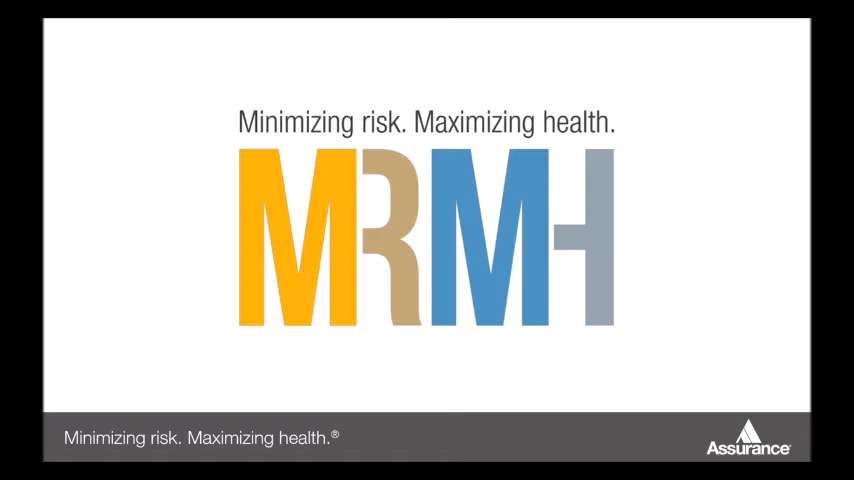 Minimizing risk. Maximizing health.
MRMH
Minimizing risk. Maximizing health.®
Assurance